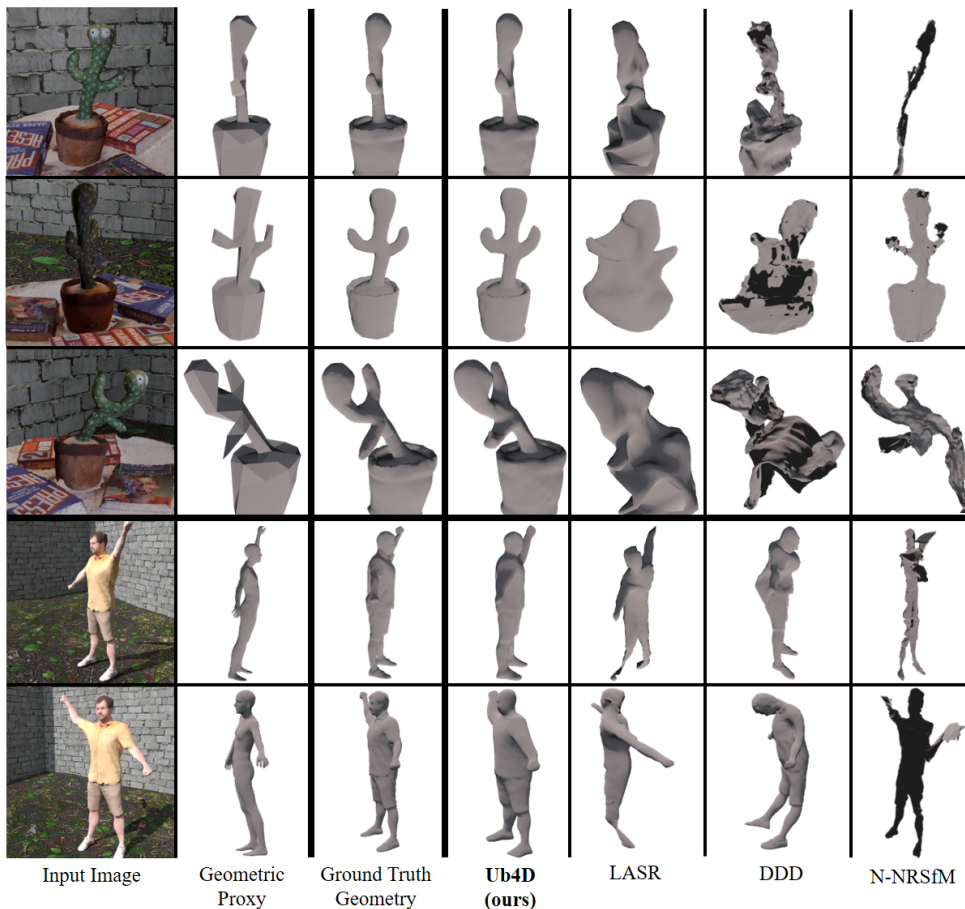 Input Image
Geometric
Proxy
Ground Truth
Geometry
Ub4D
(ours)
LASR
DDD
N-NRSfM